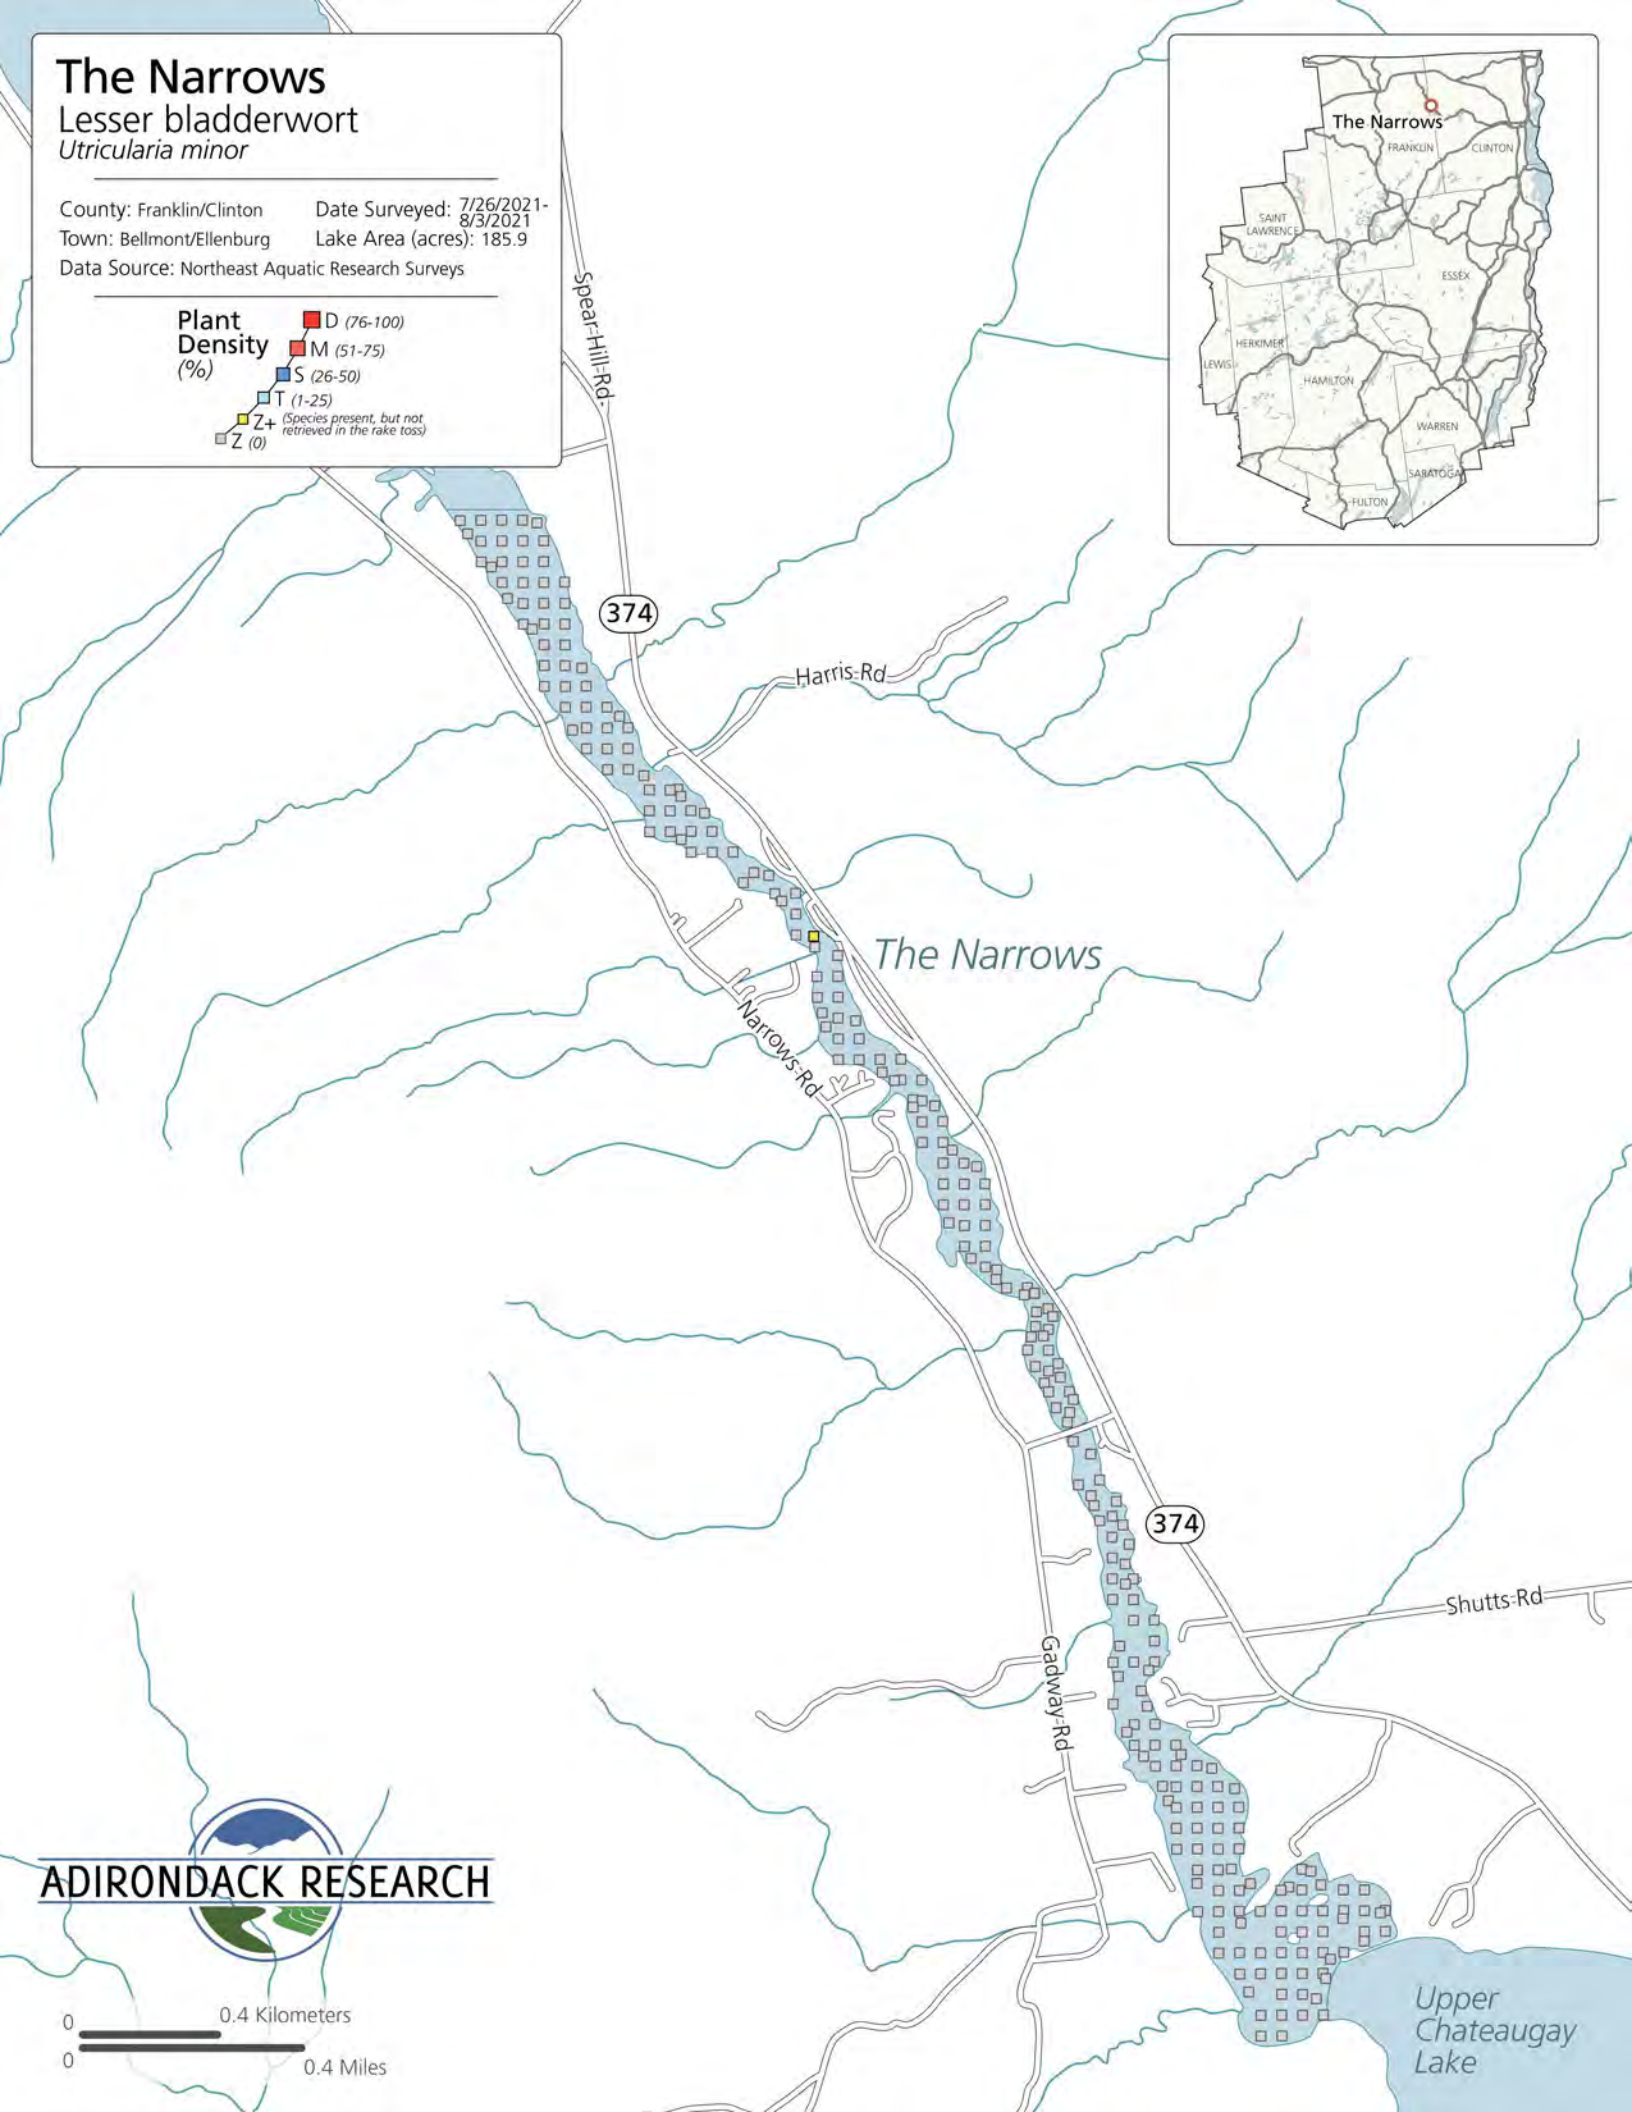 The Narrows
Lesser bladderwort
Utricularia minor
County: Franklin/Clinton
Date Surveyed: 7/26/2021-
8/3/2021
Town: Bellmont/Ellenburg
Lake Area (acres): 185.9
Data Source: Northeast Aquatic Research Surveys
Plant
Density
(%)
D (76-100)
M (51-75)
S (26-50)
T (1-25)
Z+ (Species present, but not
retrieved in the rake toss)
Z (0)
The Narrows
FRANKLIN
CLINTON
SAINT
LAWRENCE
ESSEX
HERKIMER
LEWIS
HAMILTON
WARREN
SARATOGA
FULTON
Spear-Hill-Rd-
374
Harris-Rd
The Narrows
Narrows-Rd
374
Shutts-Rd
Gadway-Rd
ADIRONDACK RESEARCH
0
0.4 Kilometers
0
0.4 Miles
Upper
Chateaugay
Lake